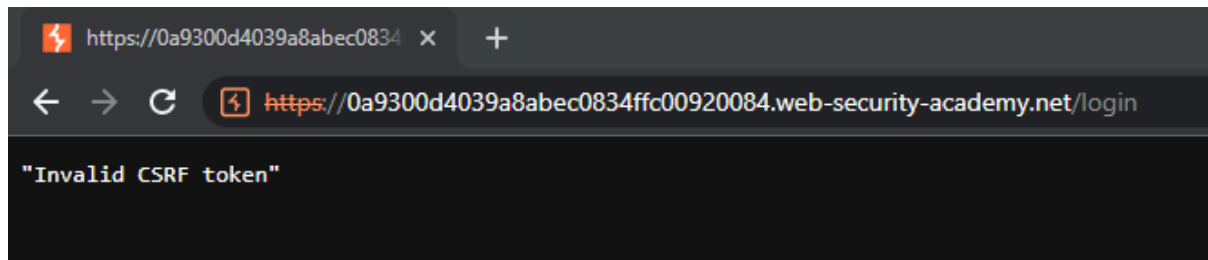 https://0a9300d4039a8abec0834
https://0a9300d4039a8abec0834ffc00920084.web-security-academy.net/login
"Invalid CSRF token"